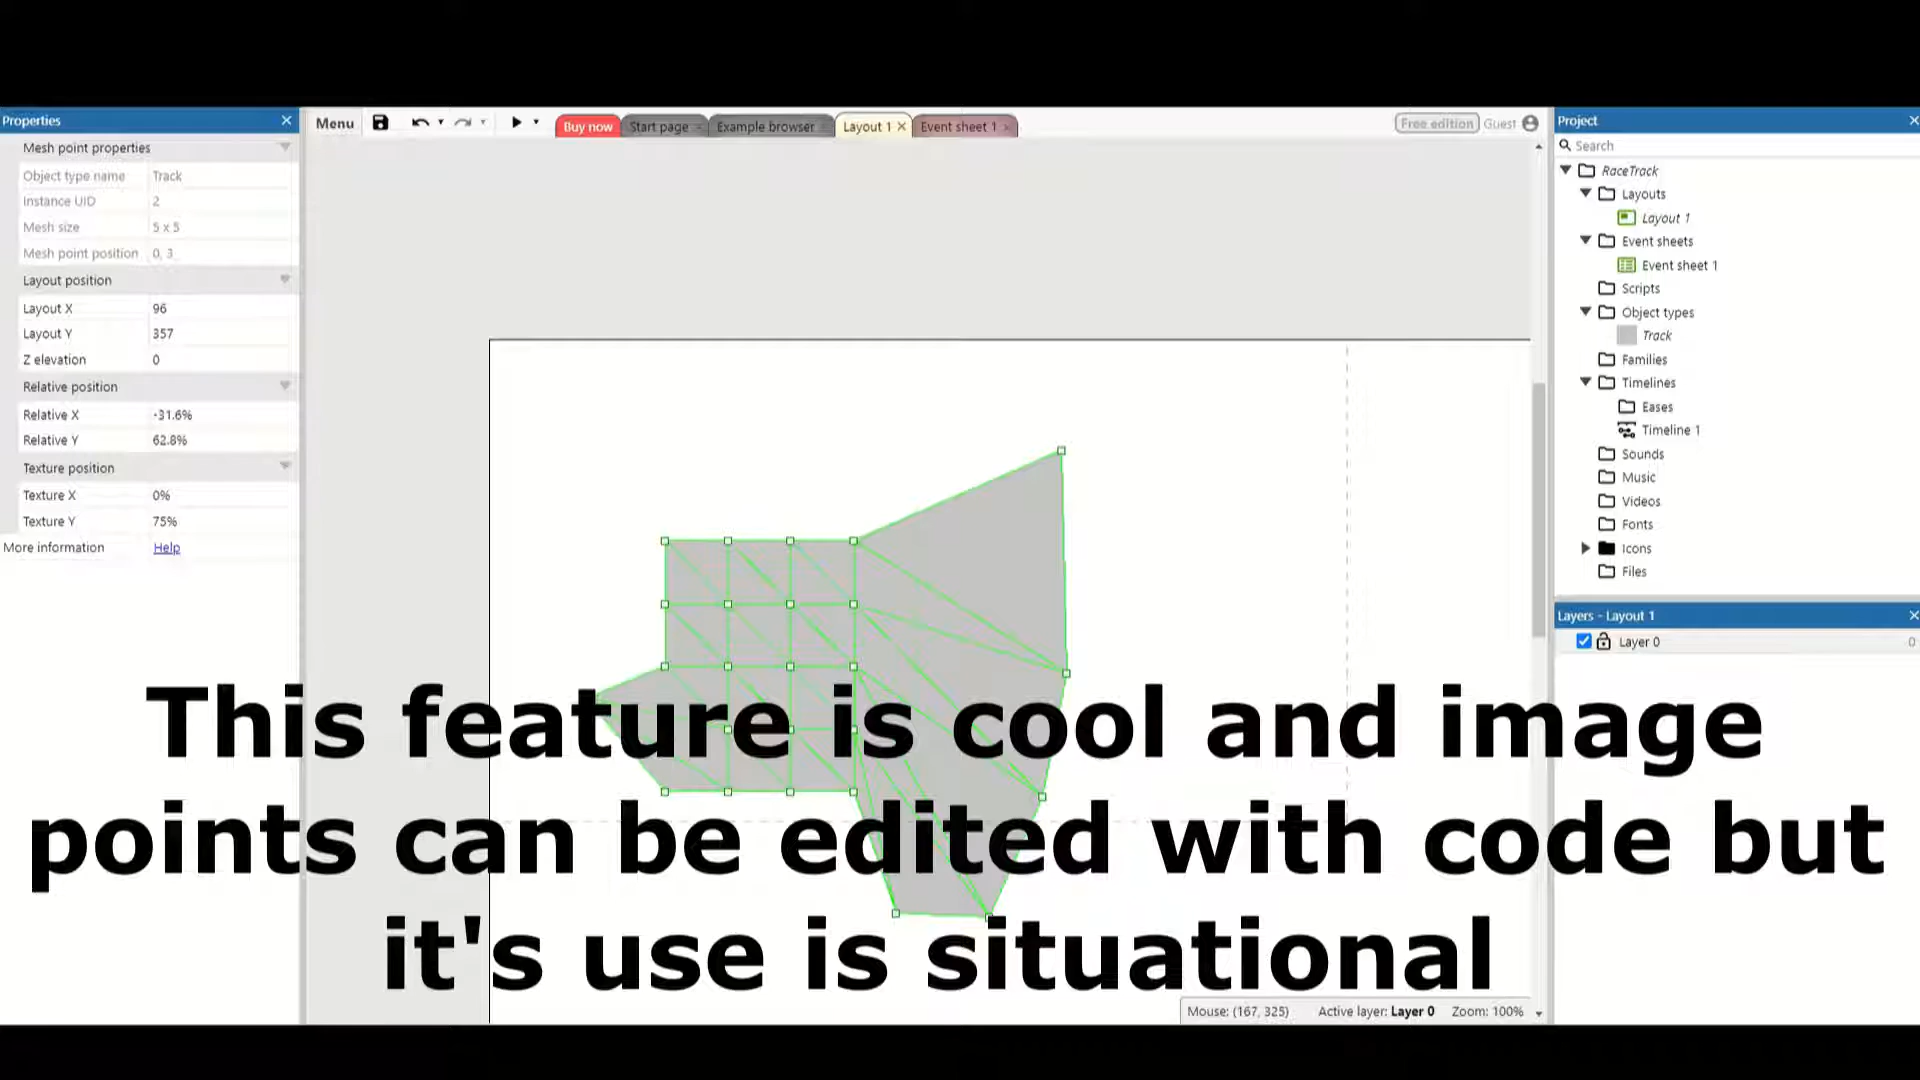 Properties
Mesh point properties
Object type name Track
Instance UID 2
Mesh size 5 x 5
Mesh point position 0, 3
Layout position
Layout X 96
Layout Y 357
Z elevation 0
Relative position
Relative X -31.6%
Relative Y 62.8%
Texture position
Texture X 0%
Texture Y 75%
More information Help
Menu
Buy now
Start page
Example browser
Layout 1
Event sheet 1
Free edition Guest
Project
Search
RaceTrack
Layouts
Layout 1
Event sheets
Event sheet 1
Scripts
Object types
Track
Families
Timelines
Eases
Timeline 1
Sounds
Music
Videos
Fonts
Icons
Files
Layers - Layout 1
Layer 0 0
This feature is cool and image
points can be edited with code but
it's use is situational
Mouse: (167, 325) Active layer: Layer 0 Zoom: 100%